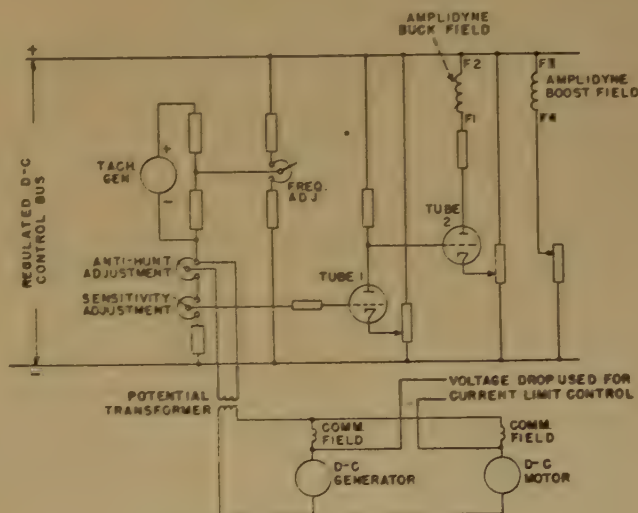 AMPLIDYNE
BUCK FIELD
+
F2
F3
AMPLIDYNE
BOOST FIELD
F1
F4
REGULATED D-C
CONTROL BUS
+
TACH.
GEN
-
FREQ.
ADJ
TUBE
2
ANTI-HUNT
ADJUSTMENT
TUBE 1
SENSITIVITY
ADJUSTMENT
-
POTENTIAL
TRANSFORMER
VOLTAGE DROP USED FOR
CURRENT LIMIT CONTROL
COMM.
FIELD
COMM.
FIELD
D-C
GENERATOR
D-C
MOTOR